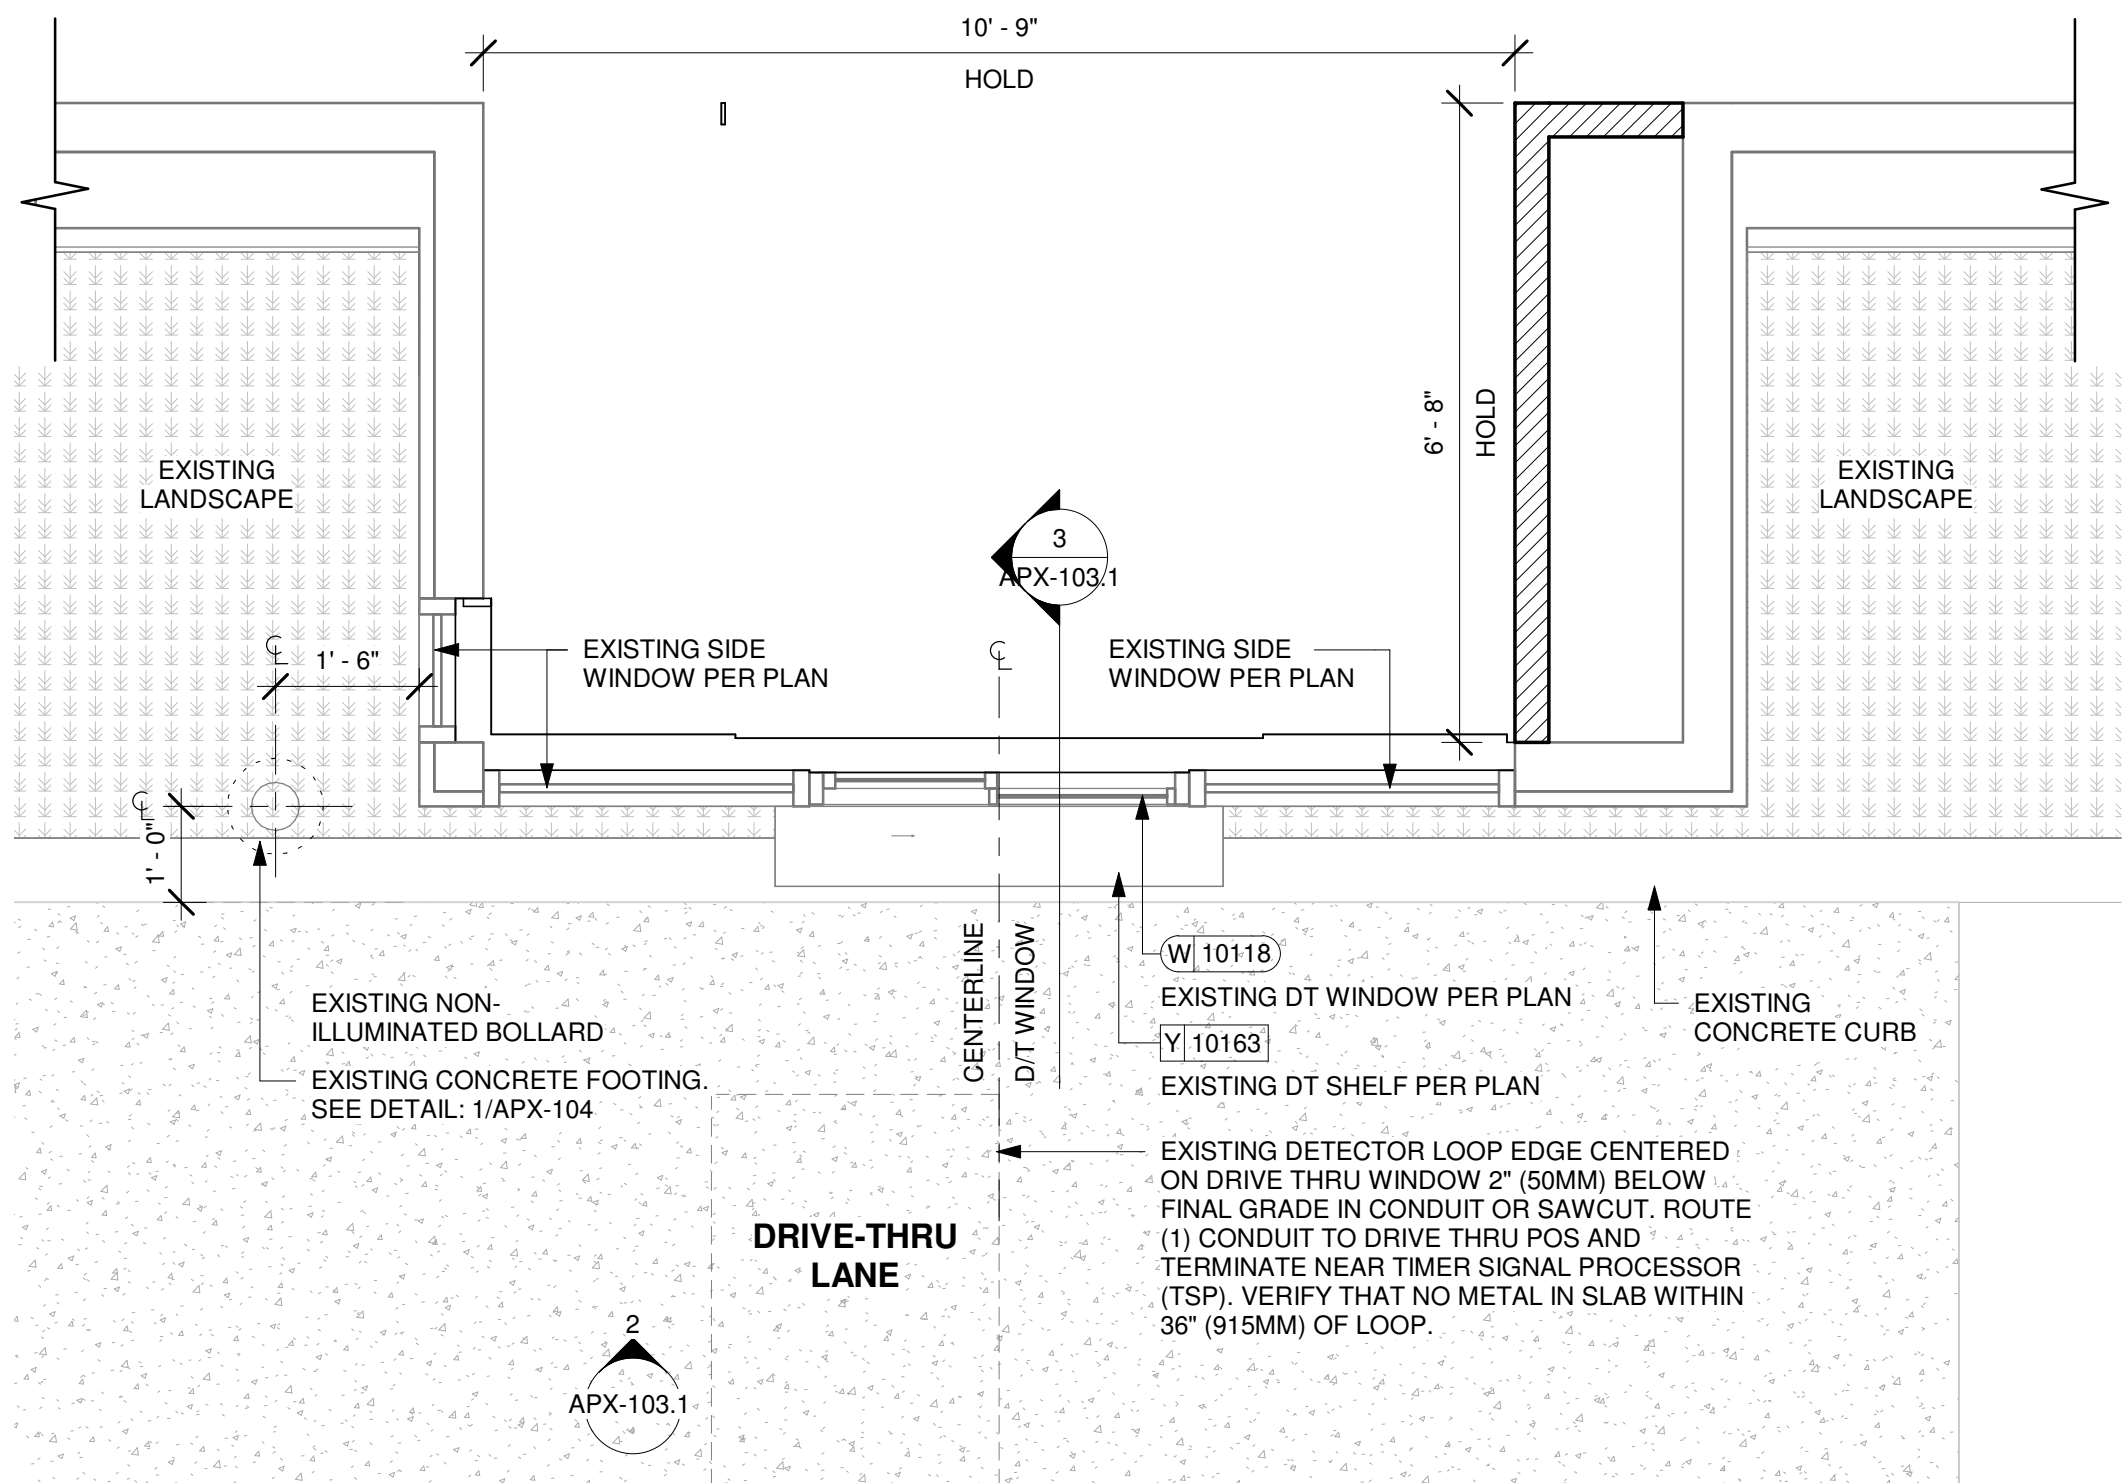 10' - 9"
HOLD
6' - 8"
HOLD
EXISTING
LANDSCAPE
EXISTING
LANDSCAPE
3
APX-103.1
EXISTING SIDE
WINDOW PER PLAN
EXISTING SIDE
WINDOW PER PLAN
1' - 6"
1' - 0"
CENTERLINE
D/T WINDOW
W 10118
EXISTING DT WINDOW PER PLAN
Y 10163
EXISTING DT SHELF PER PLAN
EXISTING
CONCRETE CURB
EXISTING NON-
ILLUMINATED BOLLARD
EXISTING CONCRETE FOOTING.
SEE DETAIL: 1/APX-104
EXISTING DETECTOR LOOP EDGE CENTERED
ON DRIVE THRU WINDOW 2" (50MM) BELOW
FINAL GRADE IN CONDUIT OR SAWCUT. ROUTE
(1) CONDUIT TO DRIVE THRU POS AND
TERMINATE NEAR TIMER SIGNAL PROCESSOR
(TSP). VERIFY THAT NO METAL IN SLAB WITHIN
36" (915MM) OF LOOP.
DRIVE-THRU
LANE
2
APX-103.1